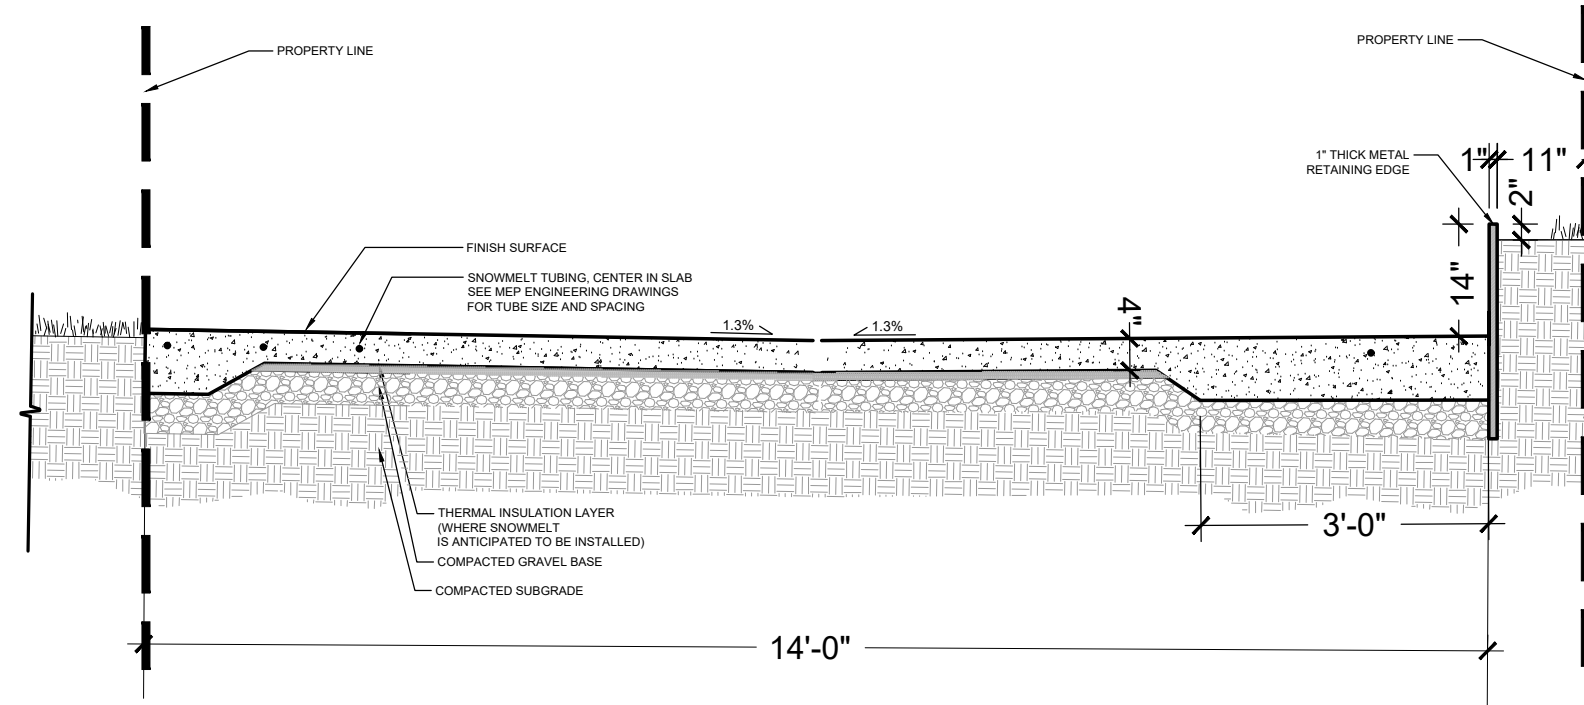 PROPERTY LINE
PROPERTY LINE
1" THICK METAL
RETAINING EDGE
1"
11"
2"
14"
FINISH SURFACE
SNOWMELT TUBING, CENTER IN SLAB
SEE MEP ENGINEERING DRAWINGS
FOR TUBE SIZE AND SPACING
1.3%
1.3%
4"
THERMAL INSULATION LAYER
(WHERE SNOWMELT
IS ANTICIPATED TO BE INSTALLED)
COMPACTED GRAVEL BASE
COMPACTED SUBGRADE
3'-0"
14'-0"